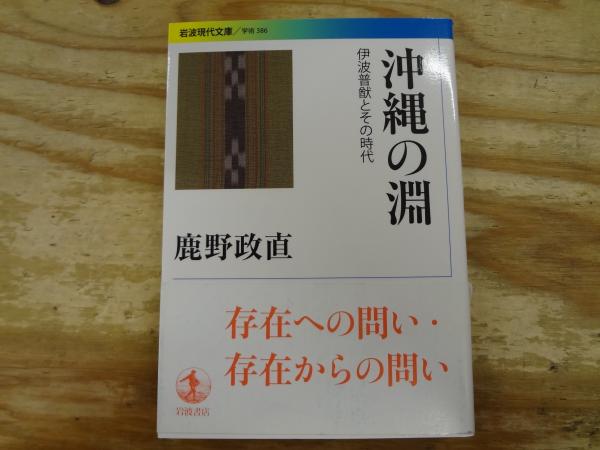 岩波現代文庫/学術 386
沖縄の淵
伊波普猷とその時代
鹿野政直
存在への問い・
存在からの問い
岩波書店